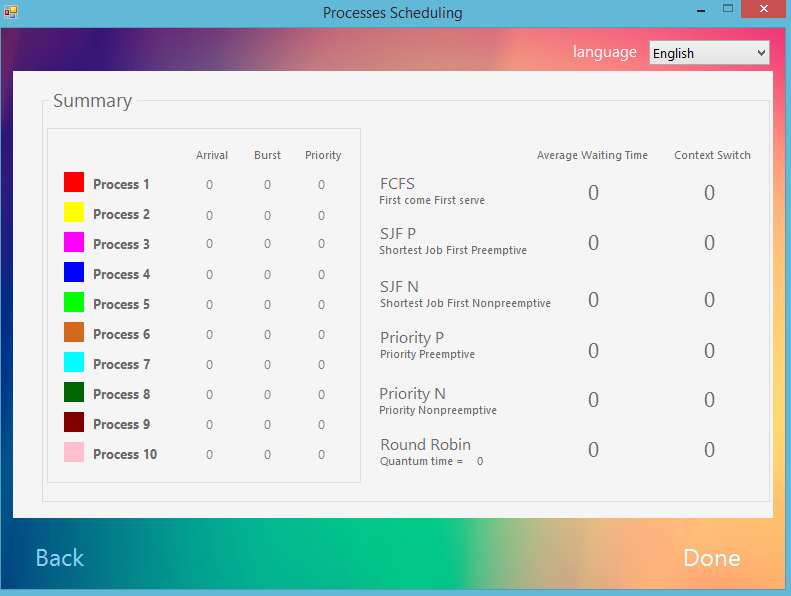 Processes Scheduling
language English
Summary
Arrival Burst Priority
Process 1 0 0 0
Process 2 0 0 0
Process 3 0 0 0
Process 4 0 0 0
Process 5 0 0 0
Process 6 0 0 0
Process 7 0 0 0
Process 8 0 0 0
Process 9 0 0 0
Process 10 0 0 0
Average Waiting Time Context Switch
FCFS 0 0
First come First serve
SJF P 0 0
Shortest Job First Preemptive
SJF N 0 0
Shortest Job First Nonpreemptive
Priority P 0 0
Priority Preemptive
Priority N 0 0
Priority Nonpreemptive
Round Robin 0 0
Quantum time = 0
Back Done